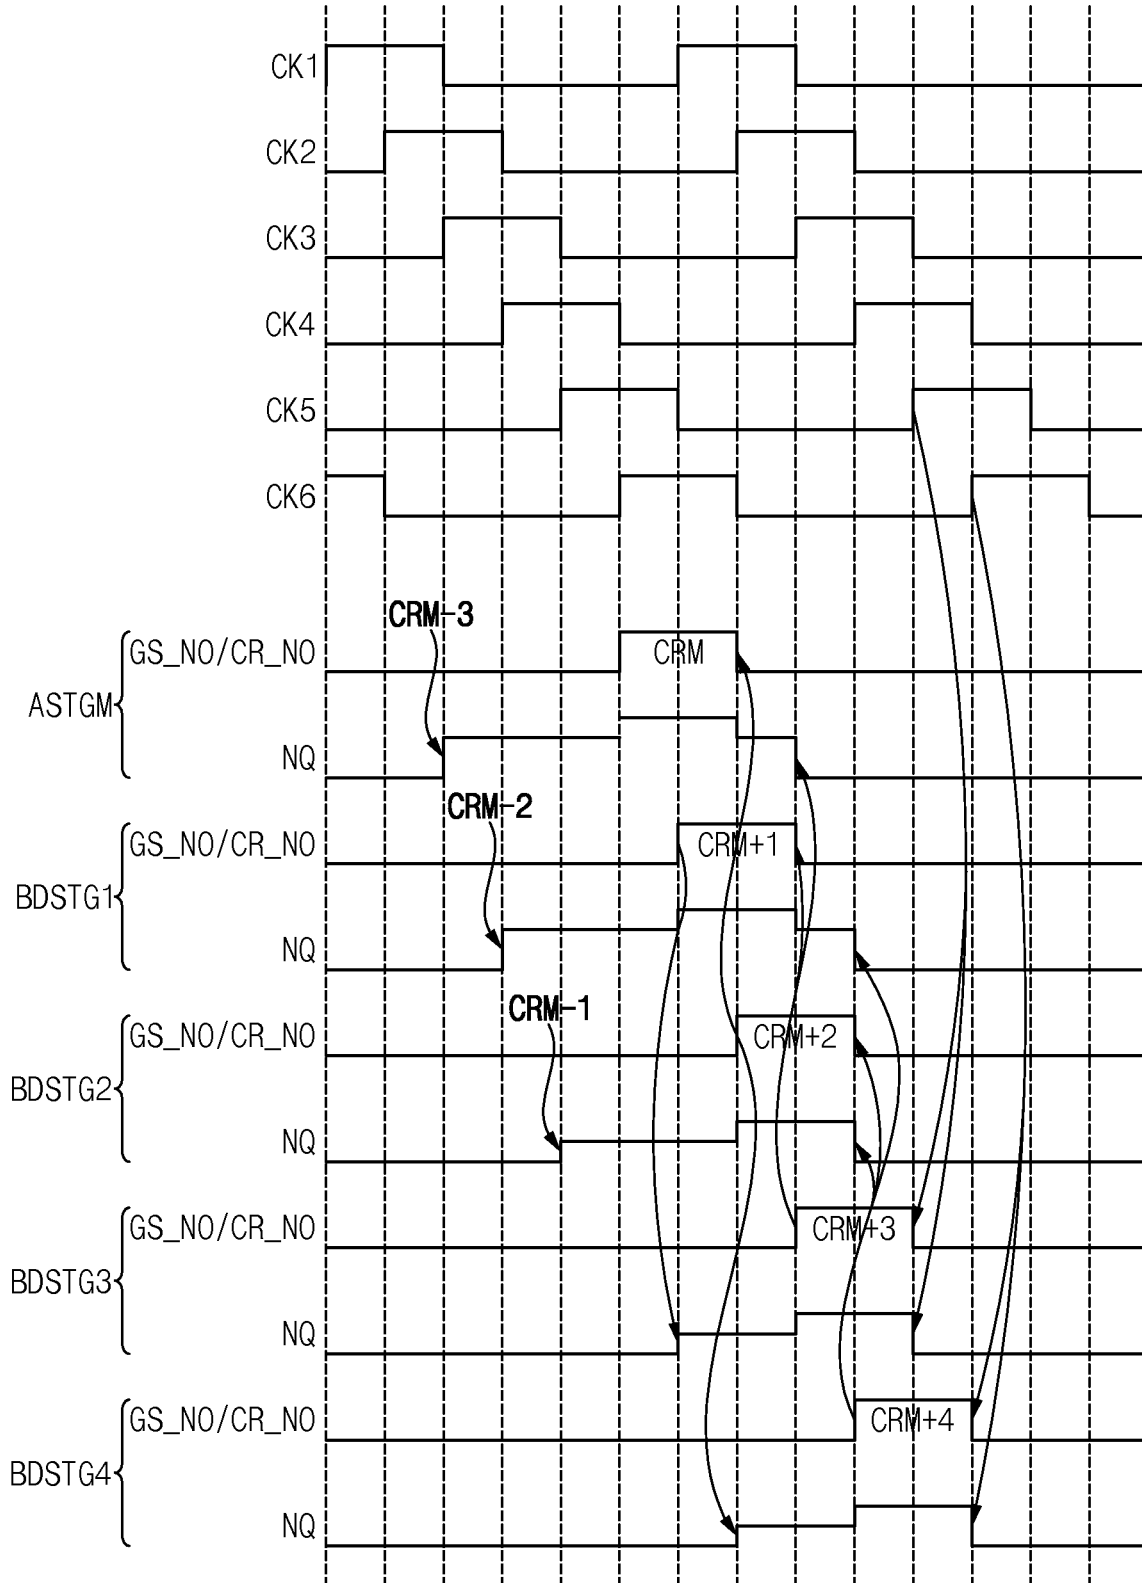 CK1
CK2
CK3
CK4
CK5
CK6
CRM-3
GS_NO/CR_NO
CRM
ASTGM
NQ
CRM-2
GS_NO/CR_NO
CRM+1
BDSTG1
NQ
CRM-1
GS_NO/CR_NO
CRM+2
BDSTG2
NQ
GS_NO/CR_NO
CRM+3
BDSTG3
NQ
GS_NO/CR_NO
CRM+4
BDSTG4
NQ